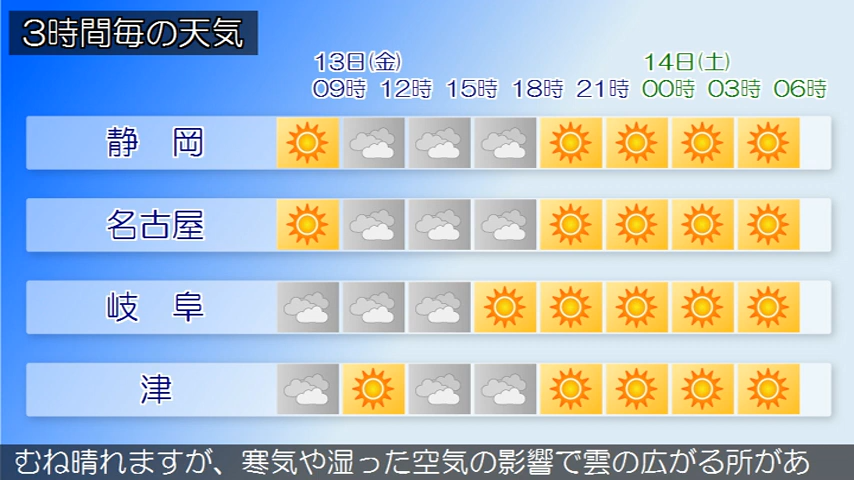 3時間毎の天気
13日(金) 14日(土)
09時 12時 15時 18時 21時 00時 03時 06時
静 岡
名古屋
岐 阜
津
むね晴れますが、寒気や湿った空気の影響で雲の広がる所があ